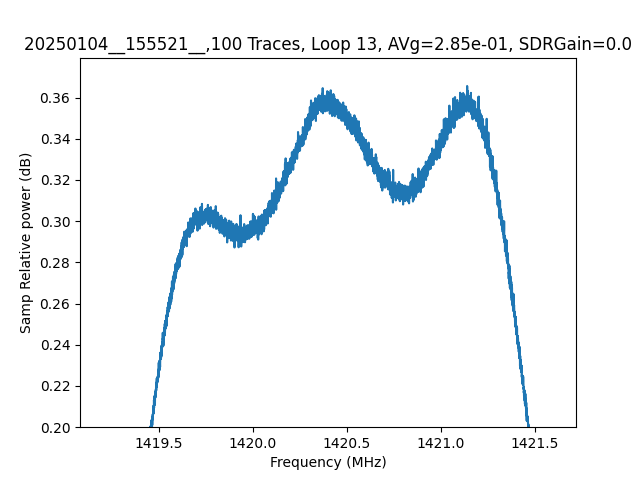 20250104__155521__,100 Traces, Loop 13, AVg=2.85e-01, SDRGain=0.0
0.36
0.34
0.32
0.30
0.28
0.26
0.24
0.22
0.20
Samp Relative power (dB)
1419.5 1420.0 1420.5 1421.0 1421.5
Frequency (MHz)